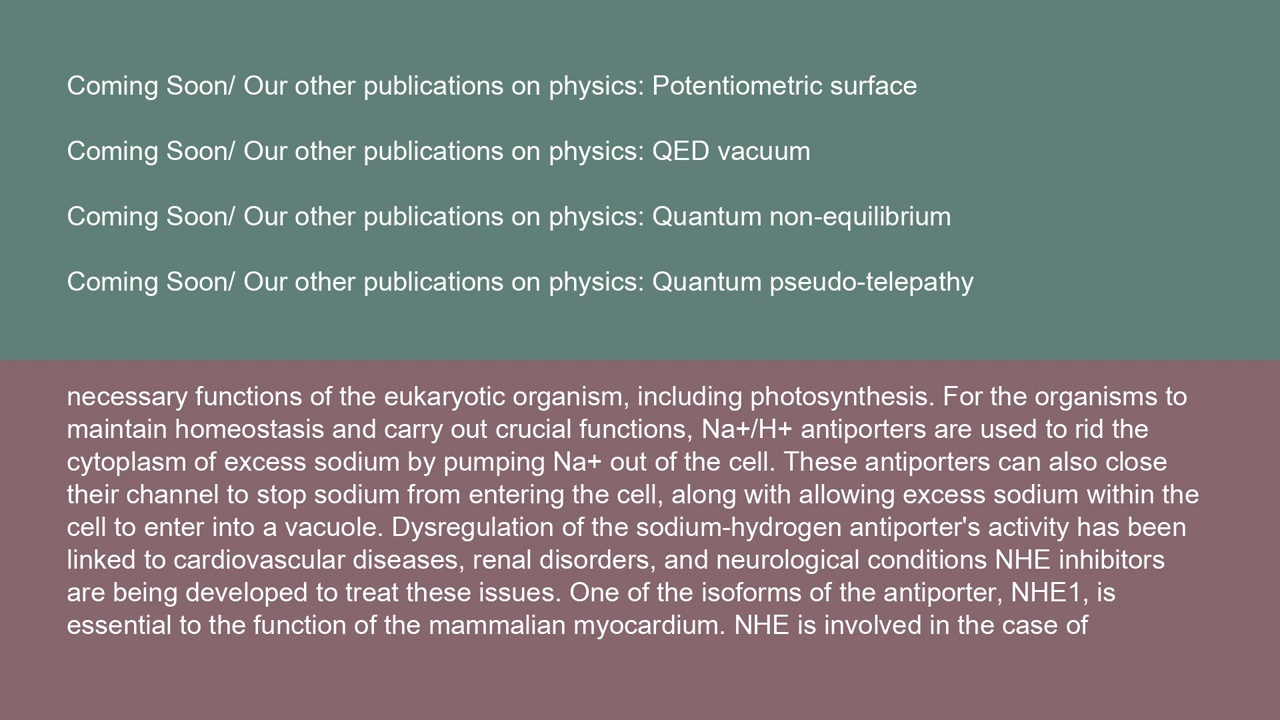 Coming Soon/ Our other publications on physics: Potentiometric surface
Coming Soon/ Our other publications on physics: QED vacuum
Coming Soon/ Our other publications on physics: Quantum non-equilibrium
Coming Soon/ Our other publications on physics: Quantum pseudo-telepathy
necessary functions of the eukaryotic organism, including photosynthesis. For the organisms to
maintain homeostasis and carry out crucial functions, Na+/H+ antiporters are used to rid the
cytoplasm of excess sodium by pumping Na+ out of the cell. These antiporters can also close
their channel to stop sodium from entering the cell, along with allowing excess sodium within the
cell to enter into a vacuole. Dysregulation of the sodium-hydrogen antiporter's activity has been
linked to cardiovascular diseases, renal disorders, and neurological conditions NHE inhibitors
are being developed to treat these issues. One of the isoforms of the antiporter, NHE1, is
essential to the function of the mammalian myocardium. NHE is involved in the case of